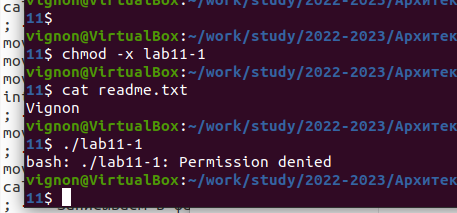 11$
vignon@VirtualBox:~/work/study/2022-2023/Архитек
11$ chmod -x lab11-1
vignon@VirtualBox:~/work/study/2022-2023/Архитек
11$ cat readme.txt
Vignon
vignon@VirtualBox:~/work/study/2022-2023/Архитек
11$ ./lab11-1
bash: ./lab11-1: Permission denied
vignon@VirtualBox:~/work/study/2022-2023/Архитек
11$